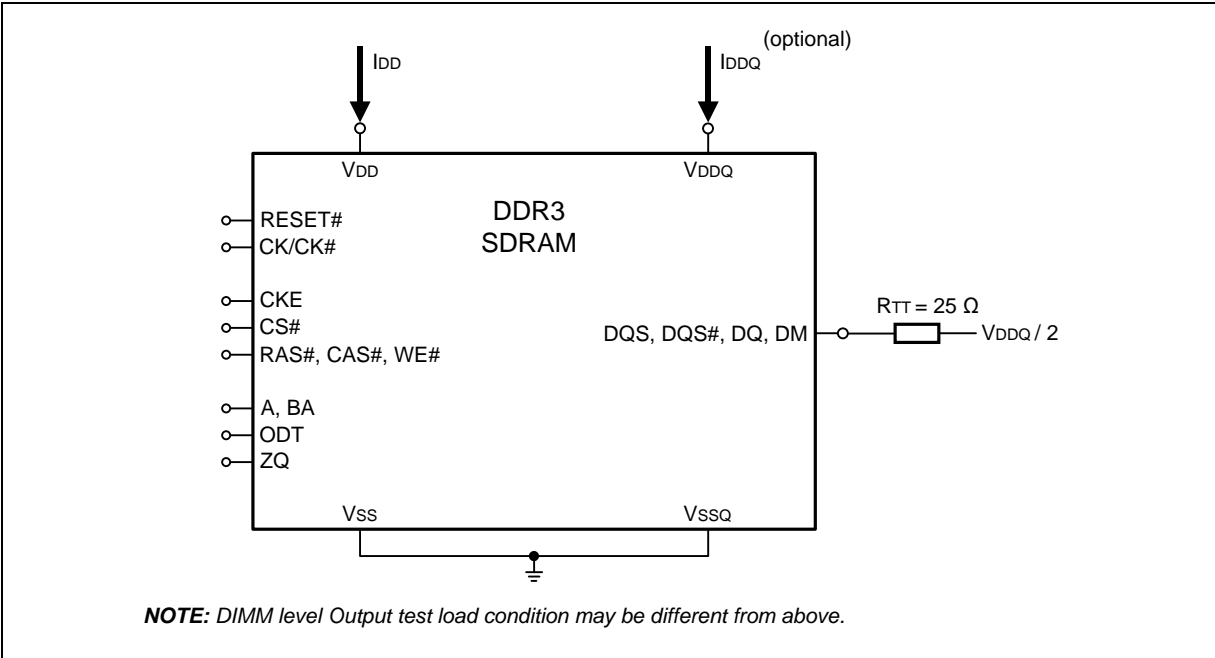 (optional)
IDD
IDDQ
VDD
VDDQ
DDR3
SDRAM
RESET#
CK/CK#
CKE
CS#
RAS#, CAS#, WE#
A, BA
ODT
ZQ
DQS, DQS#, DQ, DM
RTT = 25 Ω
VDDQ / 2
VSS
VSSQ
NOTE: DIMM level Output test load condition may be different from above.